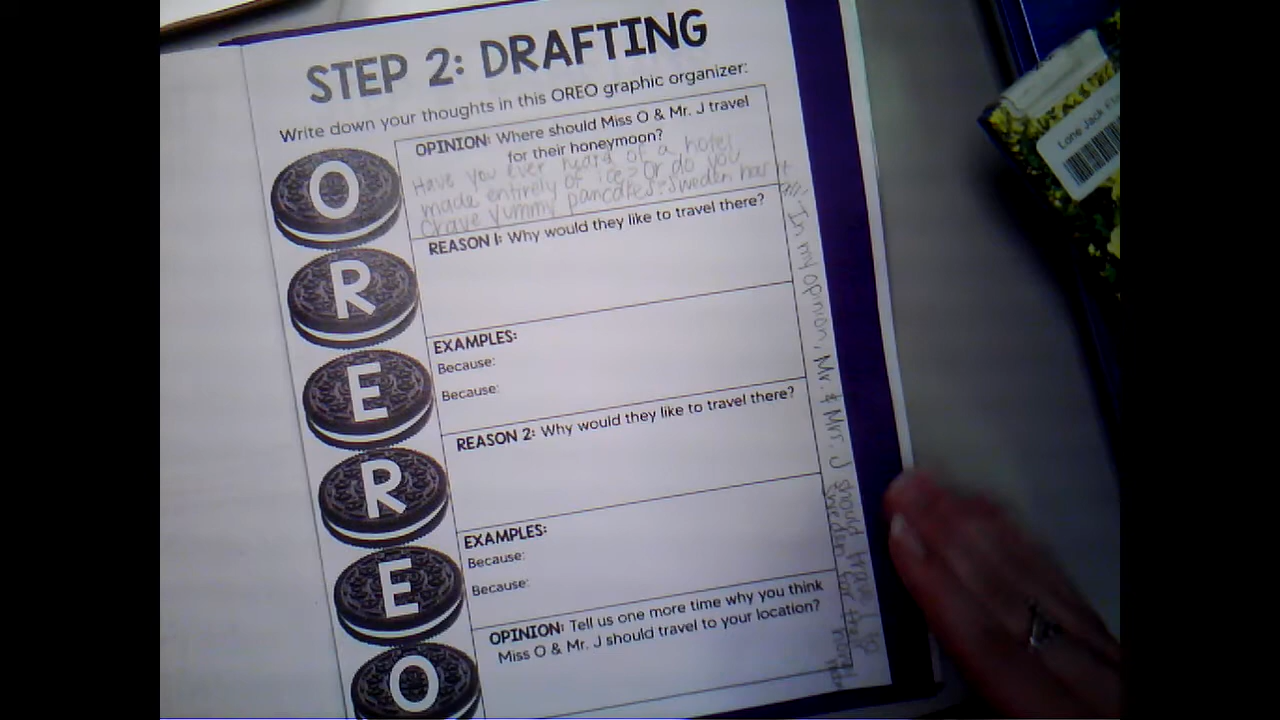 STEP 2: DRAFTING
Write down your thoughts in this OREO graphic organizer:
O
OPINION: Where should Miss O & Mr. J travel
for their honeymoon?
Have you ever heard of a hotel
made entirely of ice? Or do you
crave yummy pancakes? Sweden has it
all! In my opinion, Mr. & Mrs. J should travel to
Sweden for their
R
REASON 1: Why would they like to travel there?
E
EXAMPLES:
Because:
Because:
R
REASON 2: Why would they like to travel there?
E
EXAMPLES:
Because:
Because:
O
OPINION: Tell us one more time why you think
Miss O & Mr. J should travel to your location?
Lone Jack